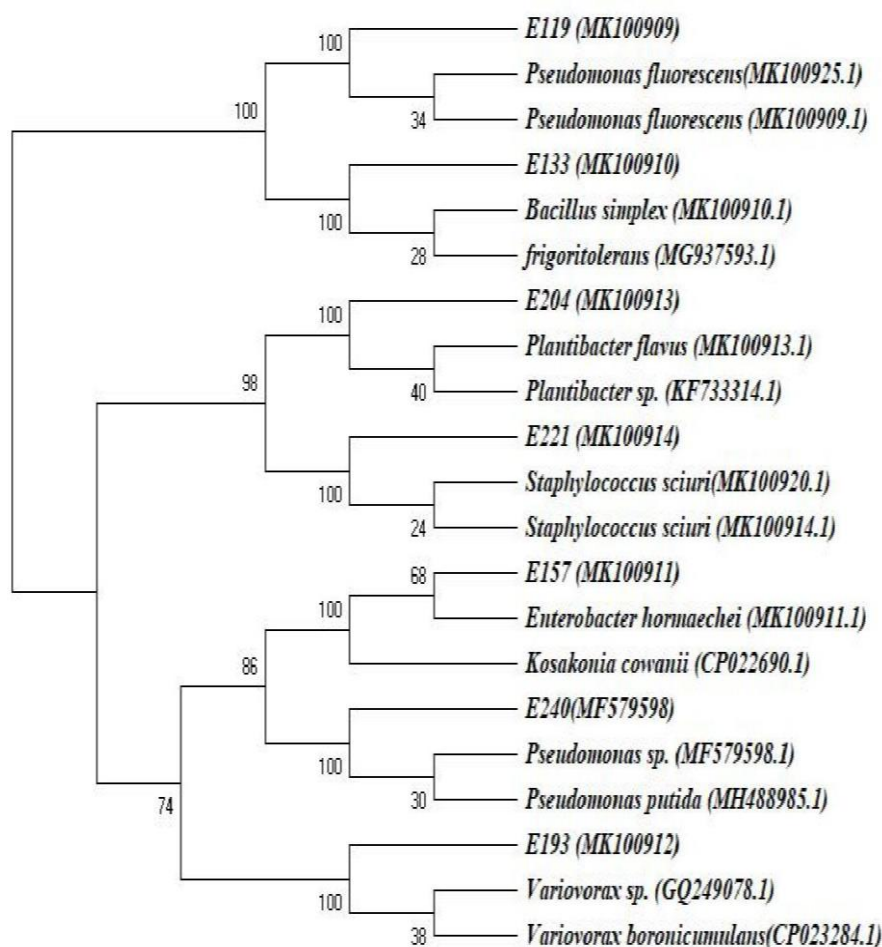 100
E119 (MK100909)
Pseudomonas fluorescens(MK100925.1)
34
Pseudomonas fluorescens (MK100909.1)
100
E133 (MK100910)
100
Bacillus simplex (MK100910.1)
28
frigoritolerans (MG937593.1)
100
E204 (MK100913)
Plantibacter flavus (MK100913.1)
40
Plantibacter sp. (KF733314.1)
98
E221 (MK100914)
100
Staphylococcus sciuri(MK100920.1)
24
Staphylococcus sciuri (MK100914.1)
68
E157 (MK100911)
100
Enterobacter hormaechei (MK100911.1)
Kosakonia cowanii (CP022690.1)
86
E240(MF579598)
100
Pseudomonas sp. (MF579598.1)
30
Pseudomonas putida (MH488985.1)
74
E193 (MK100912)
100
Variovorax sp. (GQ249078.1)
38
Variovorax boronicumulans(CP023284.1)